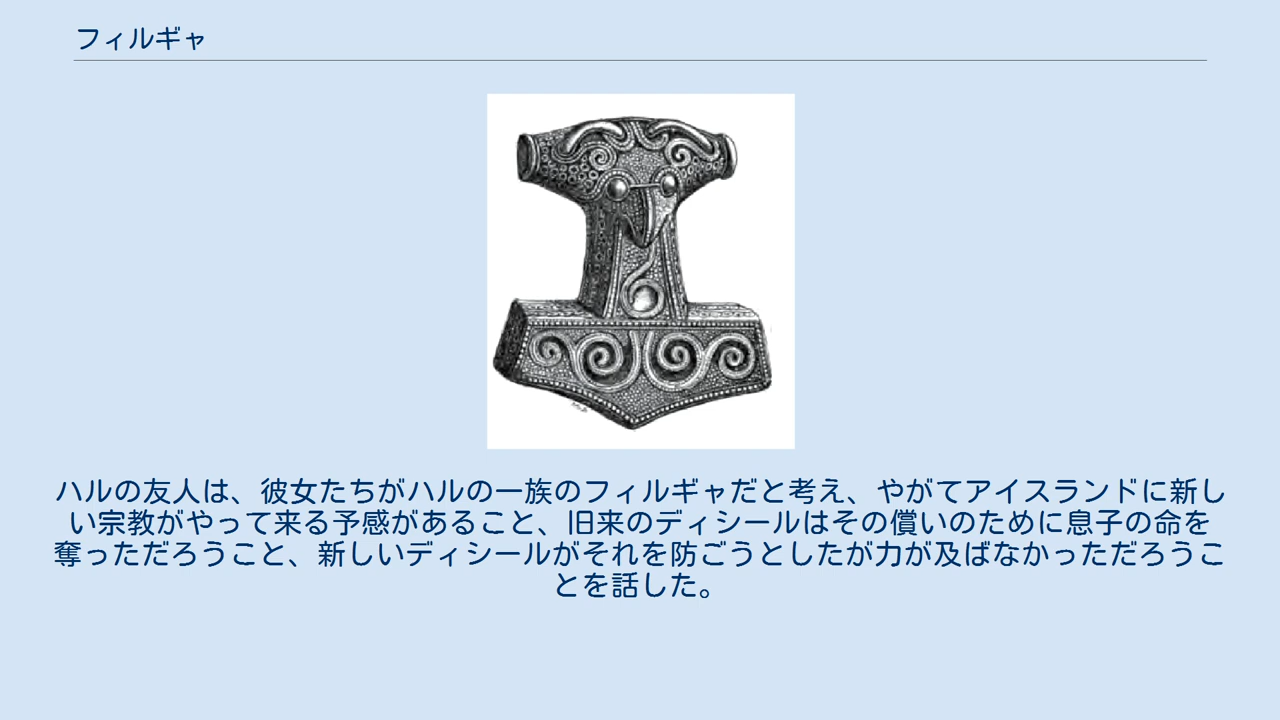 フィルギャ
ハルの友人は、彼女たちがハルの一族のフィルギャだと考え、やがてアイスランドに新し
い宗教がやって来る予感があること、旧来のディシールはその償いのために息子の命を
奪っただろうこと、新しいディシールがそれを防ごうとしたが力が及ばなかっただろうこ
とを話した。